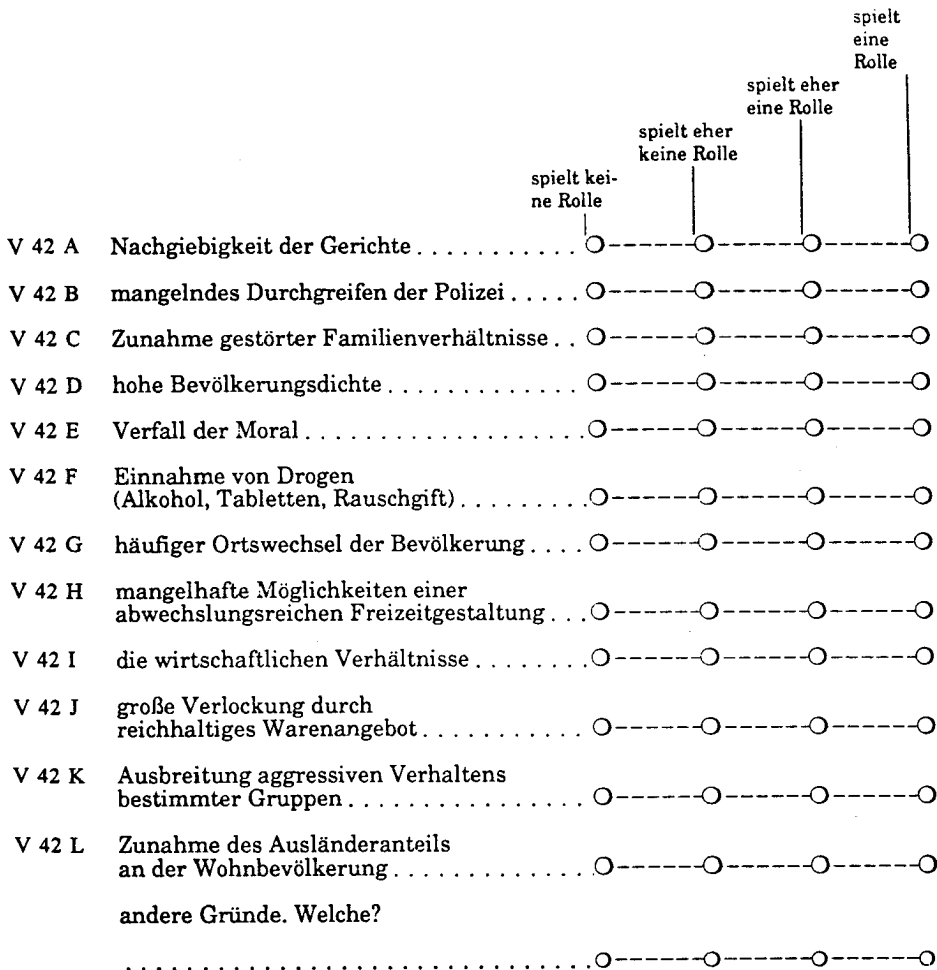 spielt
eine
Rolle
spielt eher
eine Rolle
spielt eher
keine Rolle
spielt kei-
ne Rolle
V 42 A Nachgiebigkeit der Gerichte . . . . . . . . . . . O------O------O------O
V 42 B mangelndes Durchgreifen der Polizei . . . . . O------O------O------O
V 42 C Zunahme gestörter Familienverhältnisse . . O------O------O------O
V 42 D hohe Bevölkerungsdichte . . . . . . . . . . . . . O------O------O------O
V 42 E Verfall der Moral . . . . . . . . . . . . . . . . . . . O------O------O------O
V 42 F Einnahme von Drogen
(Alkohol, Tabletten, Rauschgift) . . . . . . . . . O------O------O------O
V 42 G häufiger Ortswechsel der Bevölkerung . . . . O------O------O------O
V 42 H mangelhafte Möglichkeiten einer
abwechslungsreichen Freizeitgestaltung . . . O------O------O------O
V 42 I die wirtschaftlichen Verhältnisse . . . . . . . . O------O------O------O
V 42 J große Verlockung durch
reichhaltiges Warenangebot . . . . . . . . . . . . O------O------O------O
V 42 K Ausbreitung aggressiven Verhaltens
bestimmter Gruppen . . . . . . . . . . . . . . . . . O------O------O------O
V 42 L Zunahme des Ausländeranteils
an der Wohnbevölkerung . . . . . . . . . . . . . . O------O------O------O
andere Gründe. Welche?
. . . . . . . . . . . . . . . . . . . . . . . . . . . . . . . . . O------O------O------O